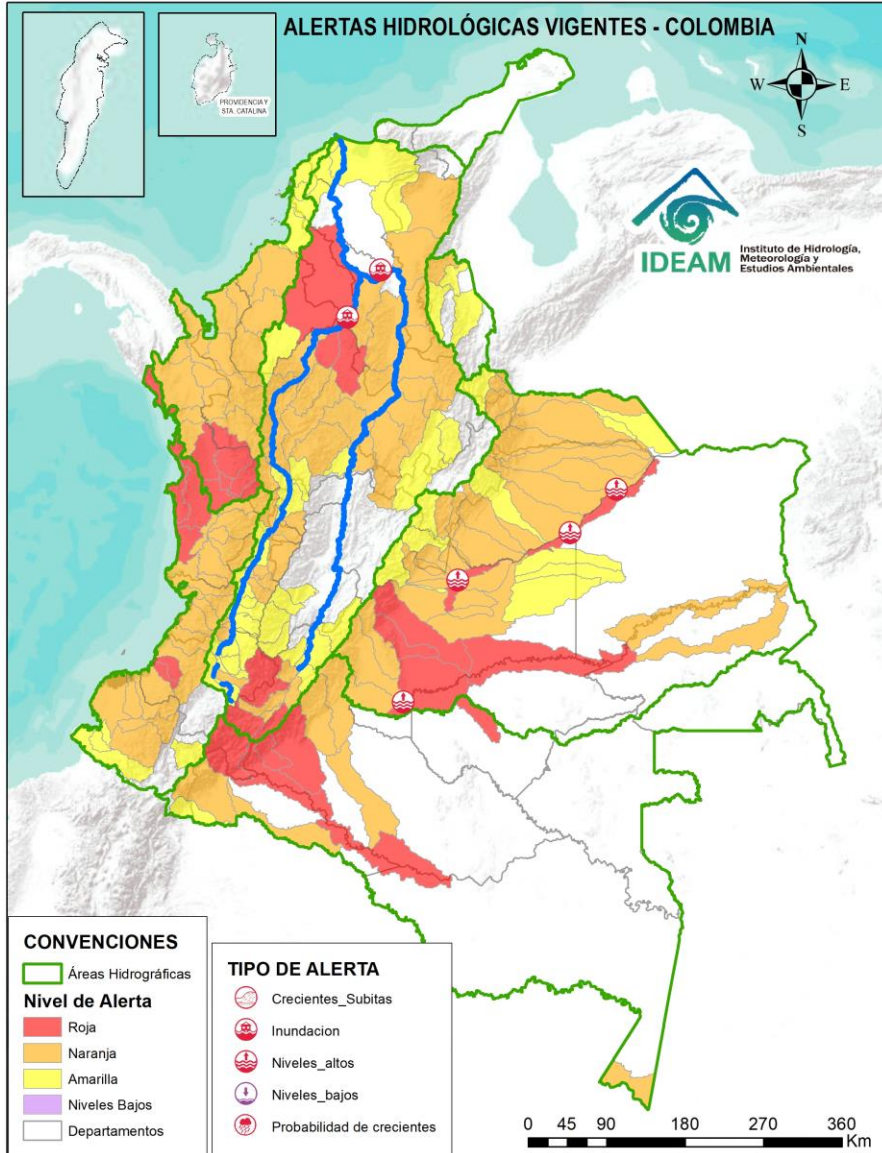 ALERTAS HIDROLÓGICAS VIGENTES - COLOMBIA
PROVIDENCIA Y
STA. CATALINA
N
W
E
S
IDEAM
Instituto de Hidrología,
Meteorología y
Estudios Ambientales
CONVENCIONES
Áreas Hidrográficas
Nivel de Alerta
Roja
Naranja
Amarilla
Niveles Bajos
Departamentos
TIPO DE ALERTA
Crecientes_Subitas
Inundacion
Niveles_altos
Niveles_bajos
Probabilidad de crecientes
0 45 90 180 270 360
Km